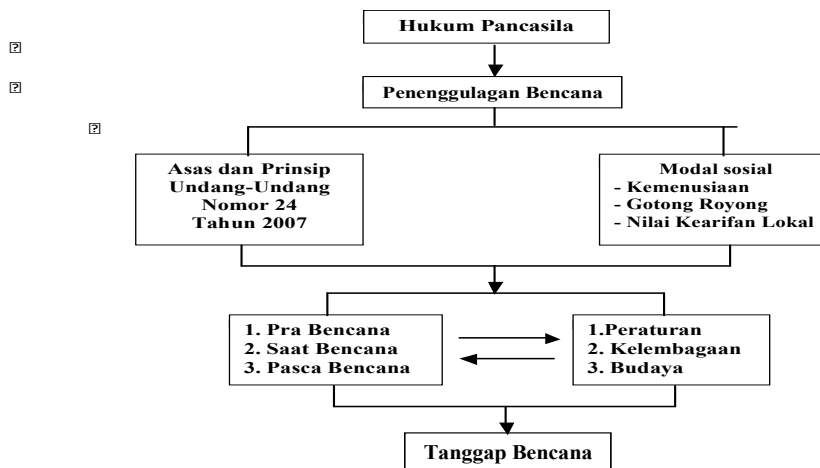 Hukum Pancasila
Penenggulagan Bencana
Asas dan Prinsip
Undang-Undang
Nomor 24
Tahun 2007
Modal sosial
- Kemenusiaan
- Gotong Royong
- Nilai Kearifan Lokal
1. Pra Bencana
2. Saat Bencana
3. Pasca Bencana
1.Peraturan
2. Kelembagaan
3. Budaya
Tanggap Bencana